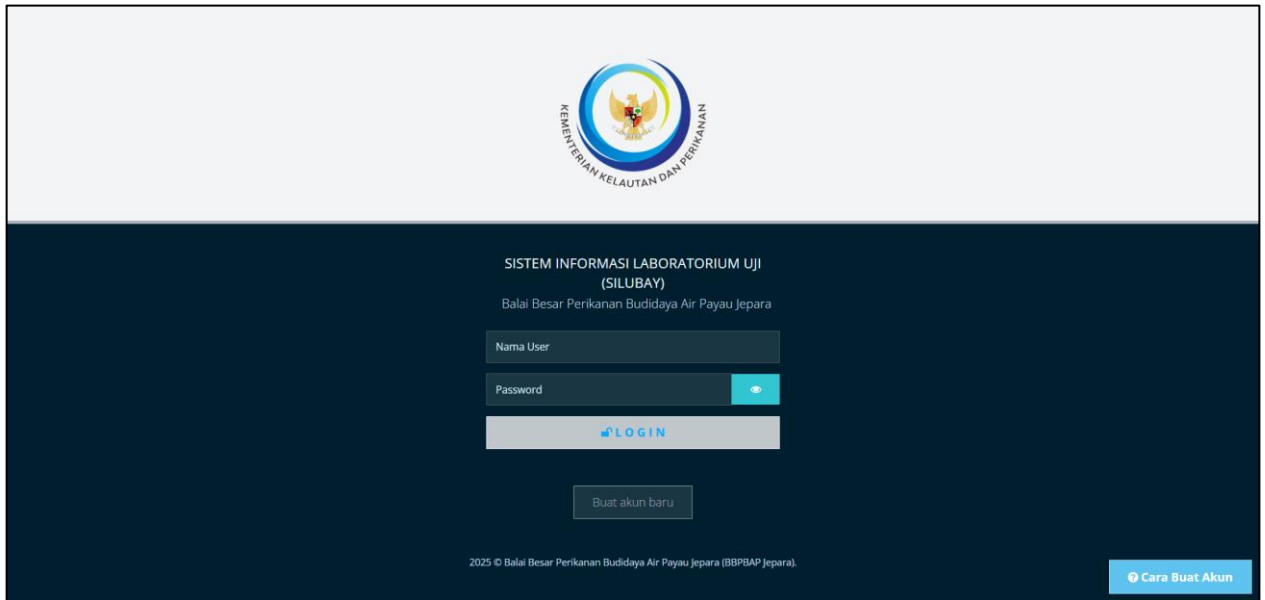 KEMENTERIAN KELAUTAN DAN PERIKANAN
SISTEM INFORMASI LABORATORIUM UJI
(SILUBAY)
Balai Besar Perikanan Budidaya Air Payau Jepara
Nama User
Password
LOGIN
Buat akun baru
2025 © Balai Besar Perikanan Budidaya Air Payau Jepara (BBPBAP Jepara).
Cara Buat Akun